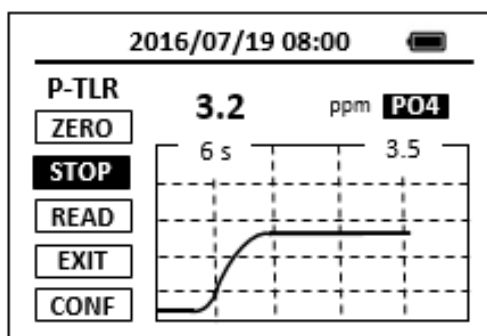 2016/07/19 08:00
P-TLR
3.2 ppm PO4
ZERO
6 s 3.5
STOP
READ
EXIT
CONF